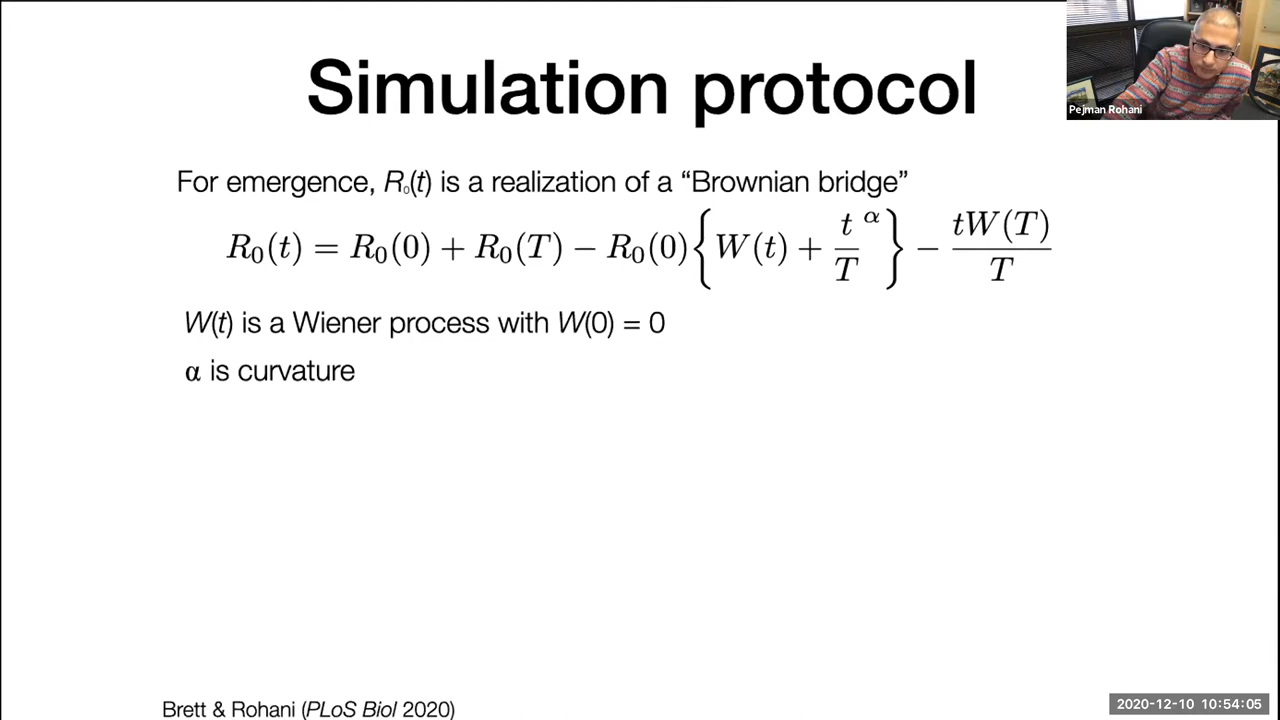 Simulation protocol
Pejman Rohani
For emergence, R₀(t) is a realization of a “Brownian bridge”
R₀(t) = R₀(0) + R₀(T) − R₀(0){W(t) + t/T ^α} − tW(T)/T
W(t) is a Wiener process with W(0) = 0
α is curvature
Brett & Rohani (PLoS Biol 2020)
2020-12-10 10:54:05